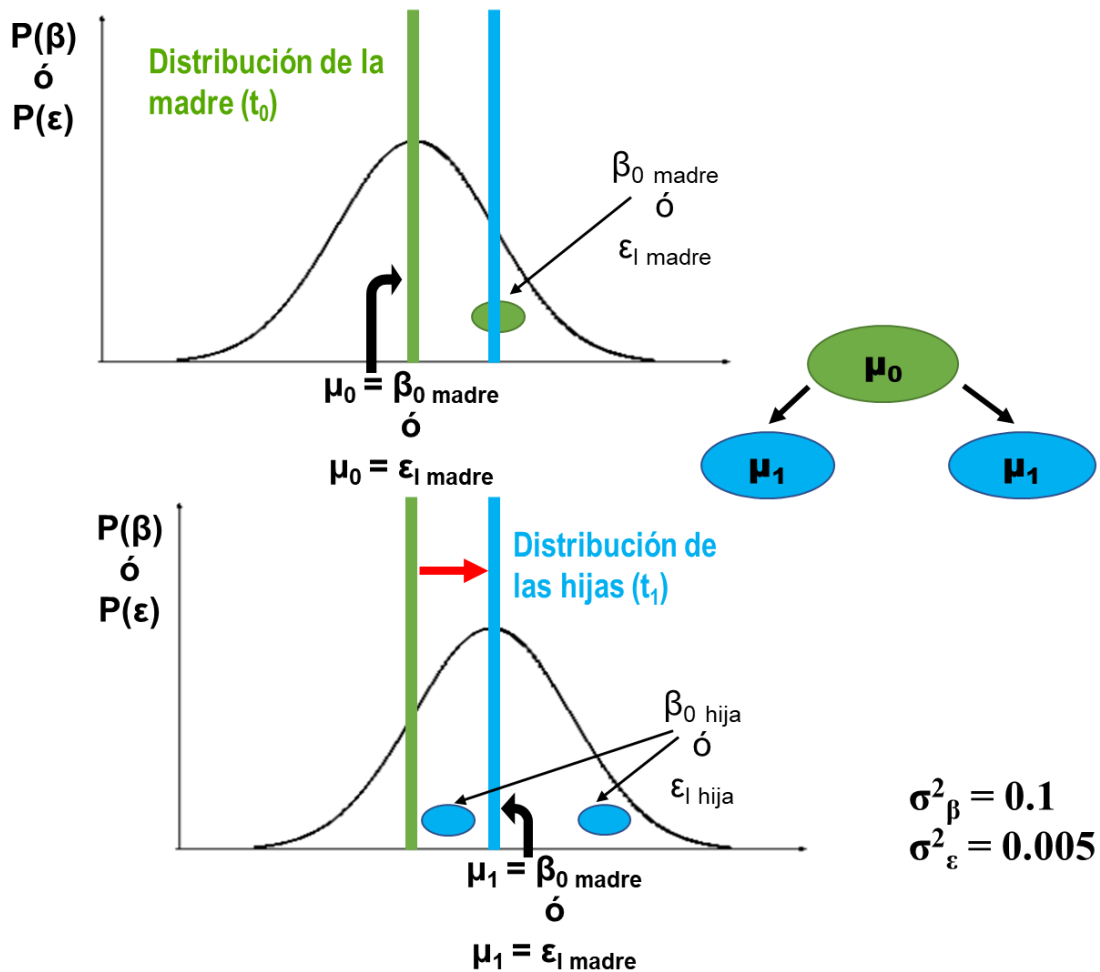 P(β)
ó
P(ε)
Distribución de la
madre (t₀)
β₀ madre
ó
εₗ madre
μ₀ = β₀ madre
ó
μ₀ = εₗ madre
μ₀
μ₁
μ₁
P(β)
ó
P(ε)
Distribución de
las hijas (t₁)
β₀ hija
ó
εₗ hija
μ₁ = β₀ madre
ó
μ₁ = εₗ madre
σ²ᵦ = 0.1
σ²ε = 0.005